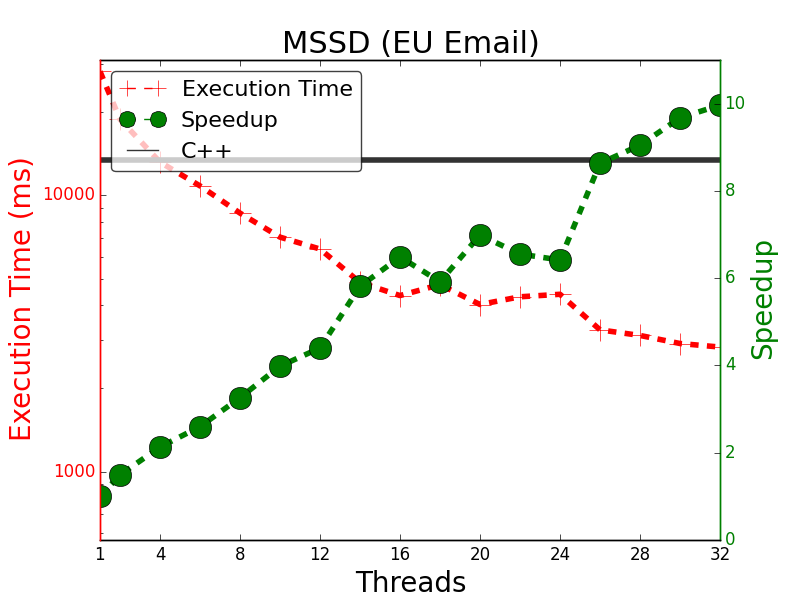 MSSD (EU Email)
Execution Time
Speedup
C++
Execution Time (ms)
10000
1000
Speedup
10
8
6
4
2
0
1 4 8 12 16 20 24 28 32
Threads